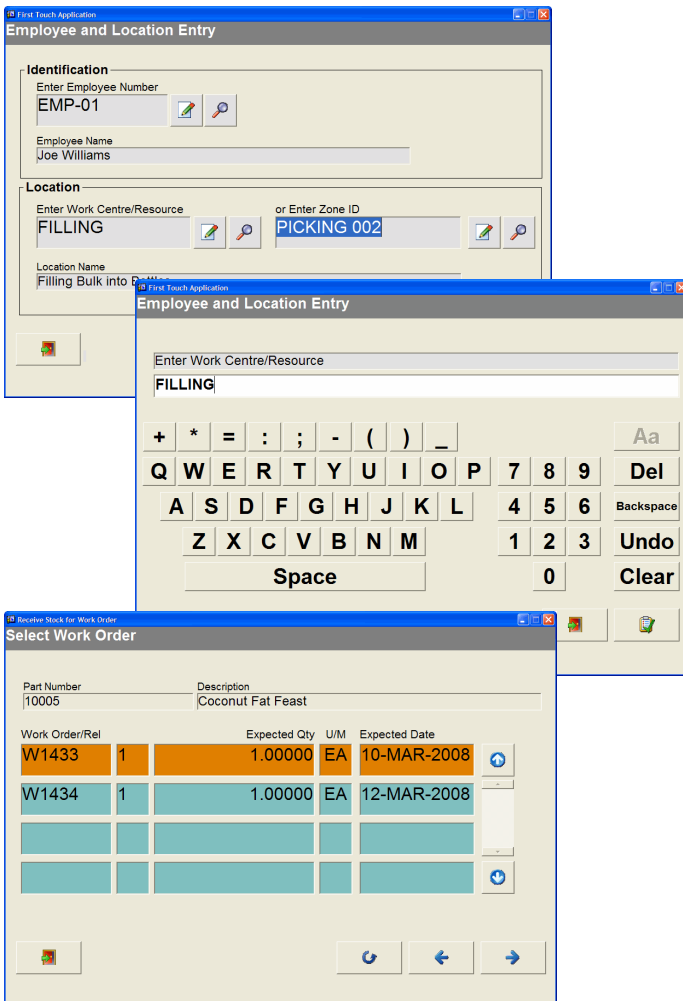 First Touch Application
Employee and Location Entry
Identification
Enter Employee Number
EMP-01
Employee Name
Joe Williams
Location
Enter Work Centre/Resource or Enter Zone ID
FILLING PICKING 002
Location Name
Filling Bulk into Bottles
First Touch Application
Employee and Location Entry
Enter Work Centre/Resource
FILLING
+ * = : ; - ( ) _ Aa
Q W E R T Y U I O P 7 8 9 Del
A S D F G H J K L 4 5 6 Backspace
Z X C V B N M 1 2 3 Undo
Space 0 Clear
Receive Stock for Work Order
Select Work Order
Part Number Description
10005 Coconut Fat Feast
Work Order/Rel Expected Qty U/M Expected Date
W1433 1 1.00000 EA 10-MAR-2008
W1434 1 1.00000 EA 12-MAR-2008